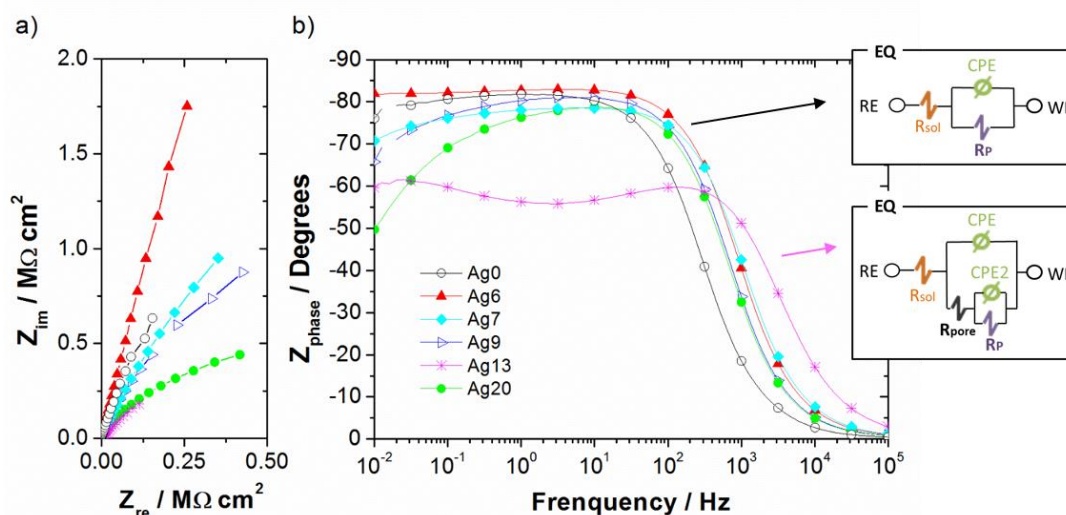 a)
2.0
1.5
1.0
0.5
0.0
Z_im / MΩ cm²
0.00 0.25 0.50
Z_re / MΩ cm²
b)
-90
-80
-70
-60
-50
-40
-30
-20
-10
0
Z_phase / Degrees
Ag0
Ag6
Ag7
Ag9
Ag13
Ag20
10⁻² 10⁻¹ 10⁰ 10¹ 10² 10³ 10⁴ 10⁵
Frenquency / Hz
EQ
CPE
RE
WE
Rsol
RP
EQ
CPE
RE
CPE2
WE
Rsol
Rpore
RP